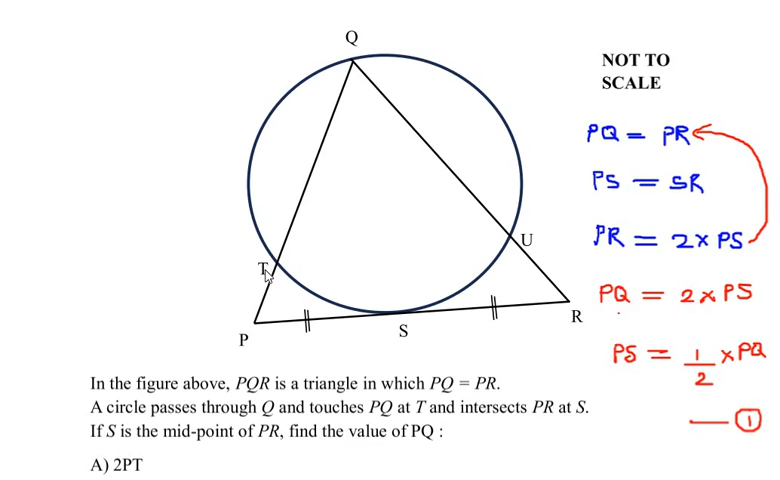 Q
NOT TO
SCALE
PQ = PR
PS = SR
PR = 2 x PS
T
U
PQ = 2 x PS
P
S
R
PS = 1/2 x PQ
— ①
In the figure above, PQR is a triangle in which PQ = PR.
A circle passes through Q and touches PQ at T and intersects PR at S.
If S is the mid-point of PR, find the value of PQ :
A) 2PT